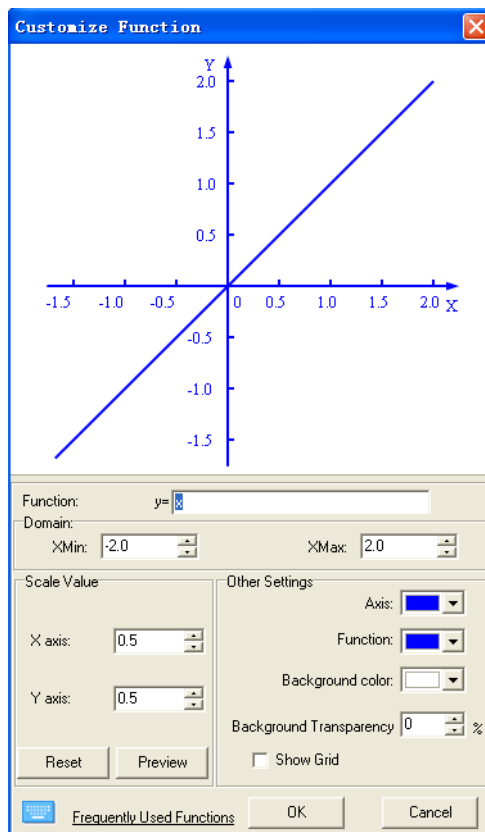 Customize Function
Y
2.0
1.5
1.0
0.5
-1.5 -1.0 0 0.5 1.0 1.5 2.0 X
-0.5
-1.0
-1.5
Function: y= x
Domain:
XMin: -2.0 XMax: 2.0
Scale Value Other Settings
Axis:
X axis: 0.5 Function:
Background color:
Y axis: 0.5
Background Transparency 0 %
Reset Preview Show Grid
Frequently Used Functions OK Cancel